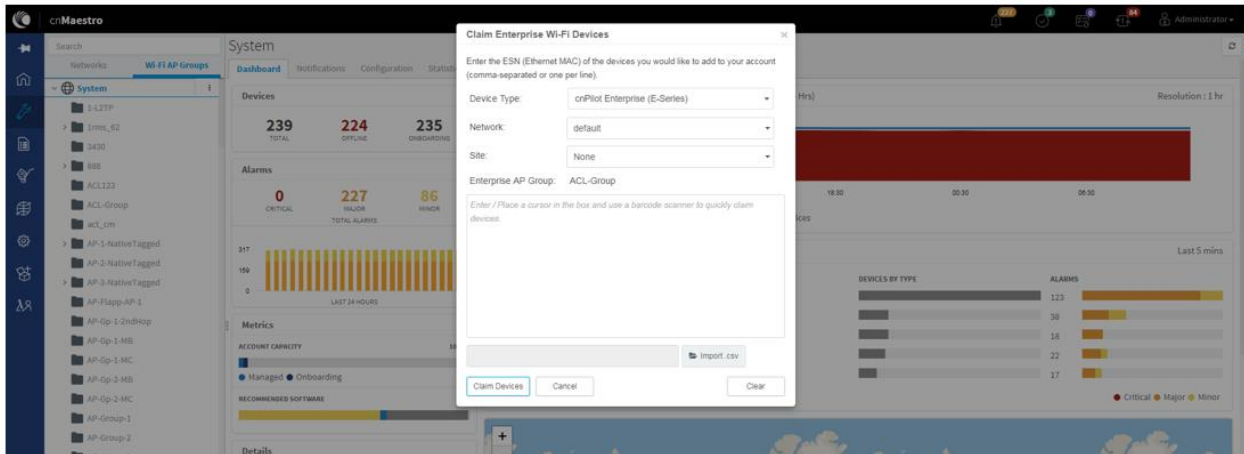 cnMaestro
227
3
0
84
Administrator
Search
Networks
Wi-Fi AP Groups
System
1-L2TP
3430
ACL123
ACL-Group
act_cm
AP-1-NativeTagged
AP-2-NativeTagged
AP-3-NativeTagged
AP-Flapp-AP-1
AP-Gp-1-2ndHop
AP-Gp-1-MB
AP-Gp-1-MC
AP-Gp-2-MB
AP-Gp-2-MC
AP-Group-1
AP-Group-2
System
Dashboard
Notifications
Configuration
Devices
239
224
235
TOTAL
OFFLINE
ONBOARDING
Alarms
0
227
86
CRITICAL
MAJOR
MINOR
TOTAL ALARMS
317
159
0
LAST 24 HOURS
Metrics
ACCOUNT CAPACITY
Managed
Onboarding
RECOMMENDED SOFTWARE
Details
Claim Enterprise Wi-Fi Devices
Enter the ESN (Ethernet MAC) of the devices you would like to add to your account
(comma-separated or one per line).
Device Type:
cnPilot Enterprise (E-Series)
Network:
default
Site:
None
Enterprise AP Group:
ACL-Group
Enter / Place a cursor in the box and use a barcode scanner to quickly claim
devices.
Import .csv
Claim Devices
Cancel
Clear
Hrs)
Resolution : 1 hr
18:30
00:30
06:30
Last 5 mins
DEVICES BY TYPE
ALARMS
123
38
18
22
17
Critical
Major
Minor
+